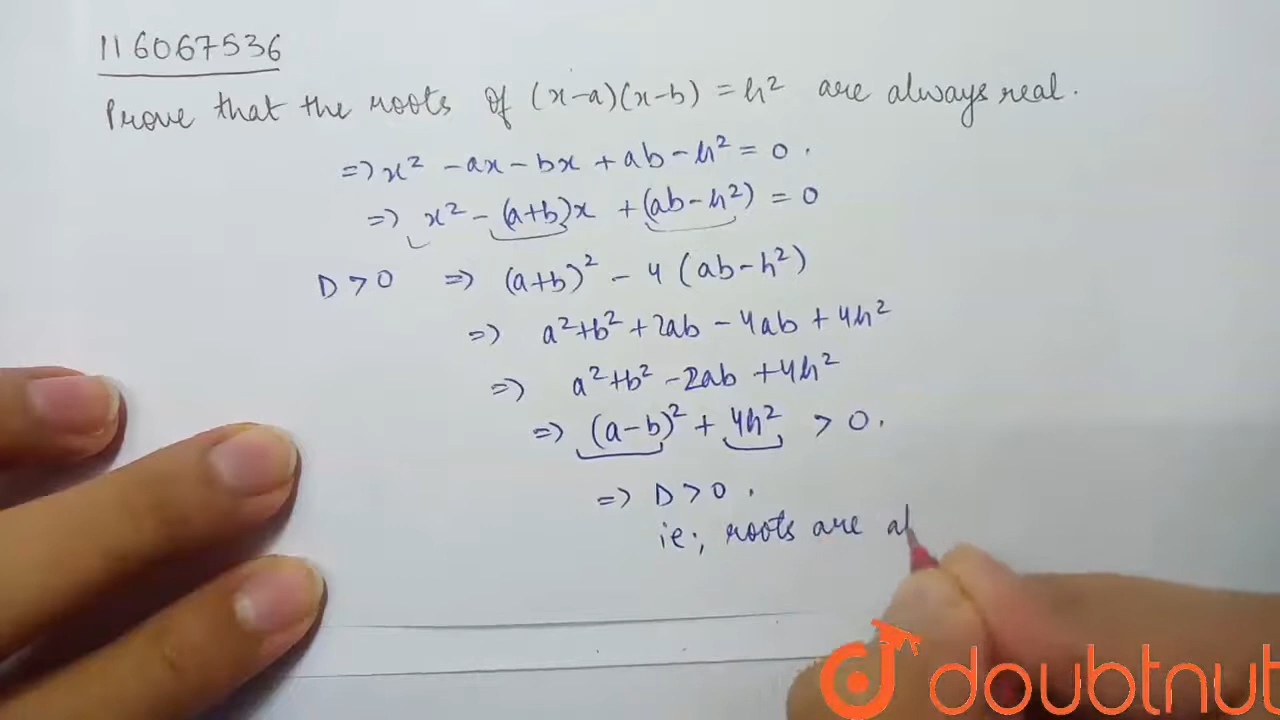 116067536
Prove that the roots of (x-a)(x-b) = h² are always real.
=> x² - ax - bx + ab - h² = 0.
=> x² - (a+b)x + (ab - h²) = 0
D > 0 => (a+b)² - 4 (ab - h²)
=> a² + b² + 2ab - 4ab + 4h²
=> a² + b² - 2ab + 4h²
=> (a-b)² + 4h² > 0.
=> D > 0.
ie., roots are al
doubtnut